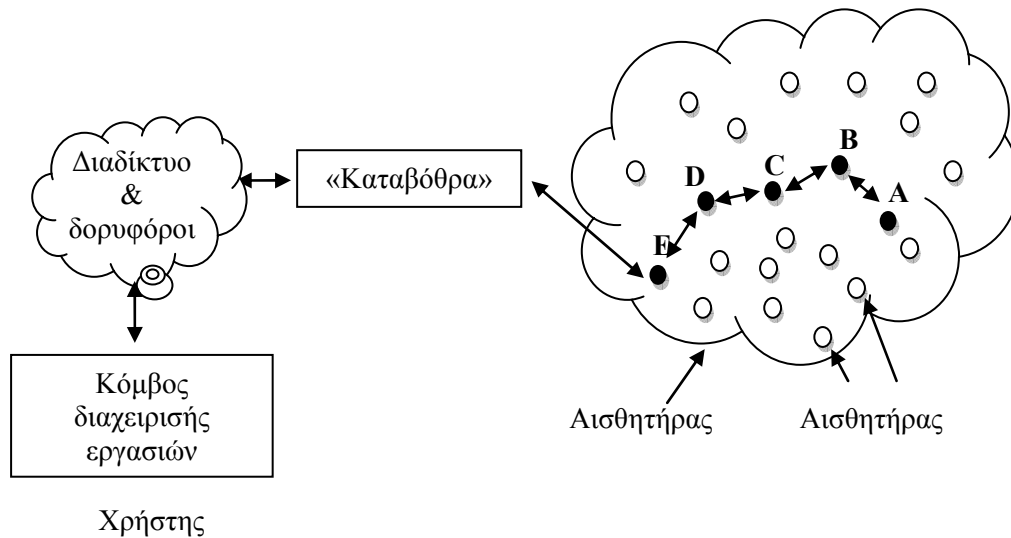 Διαδίκτυο
&
δορυφόροι
«Καταβόθρα»
Κόμβος
διαχειρισής
εργασιών
Χρήστης
B
C
D
A
E
Αισθητήρας
Αισθητήρας